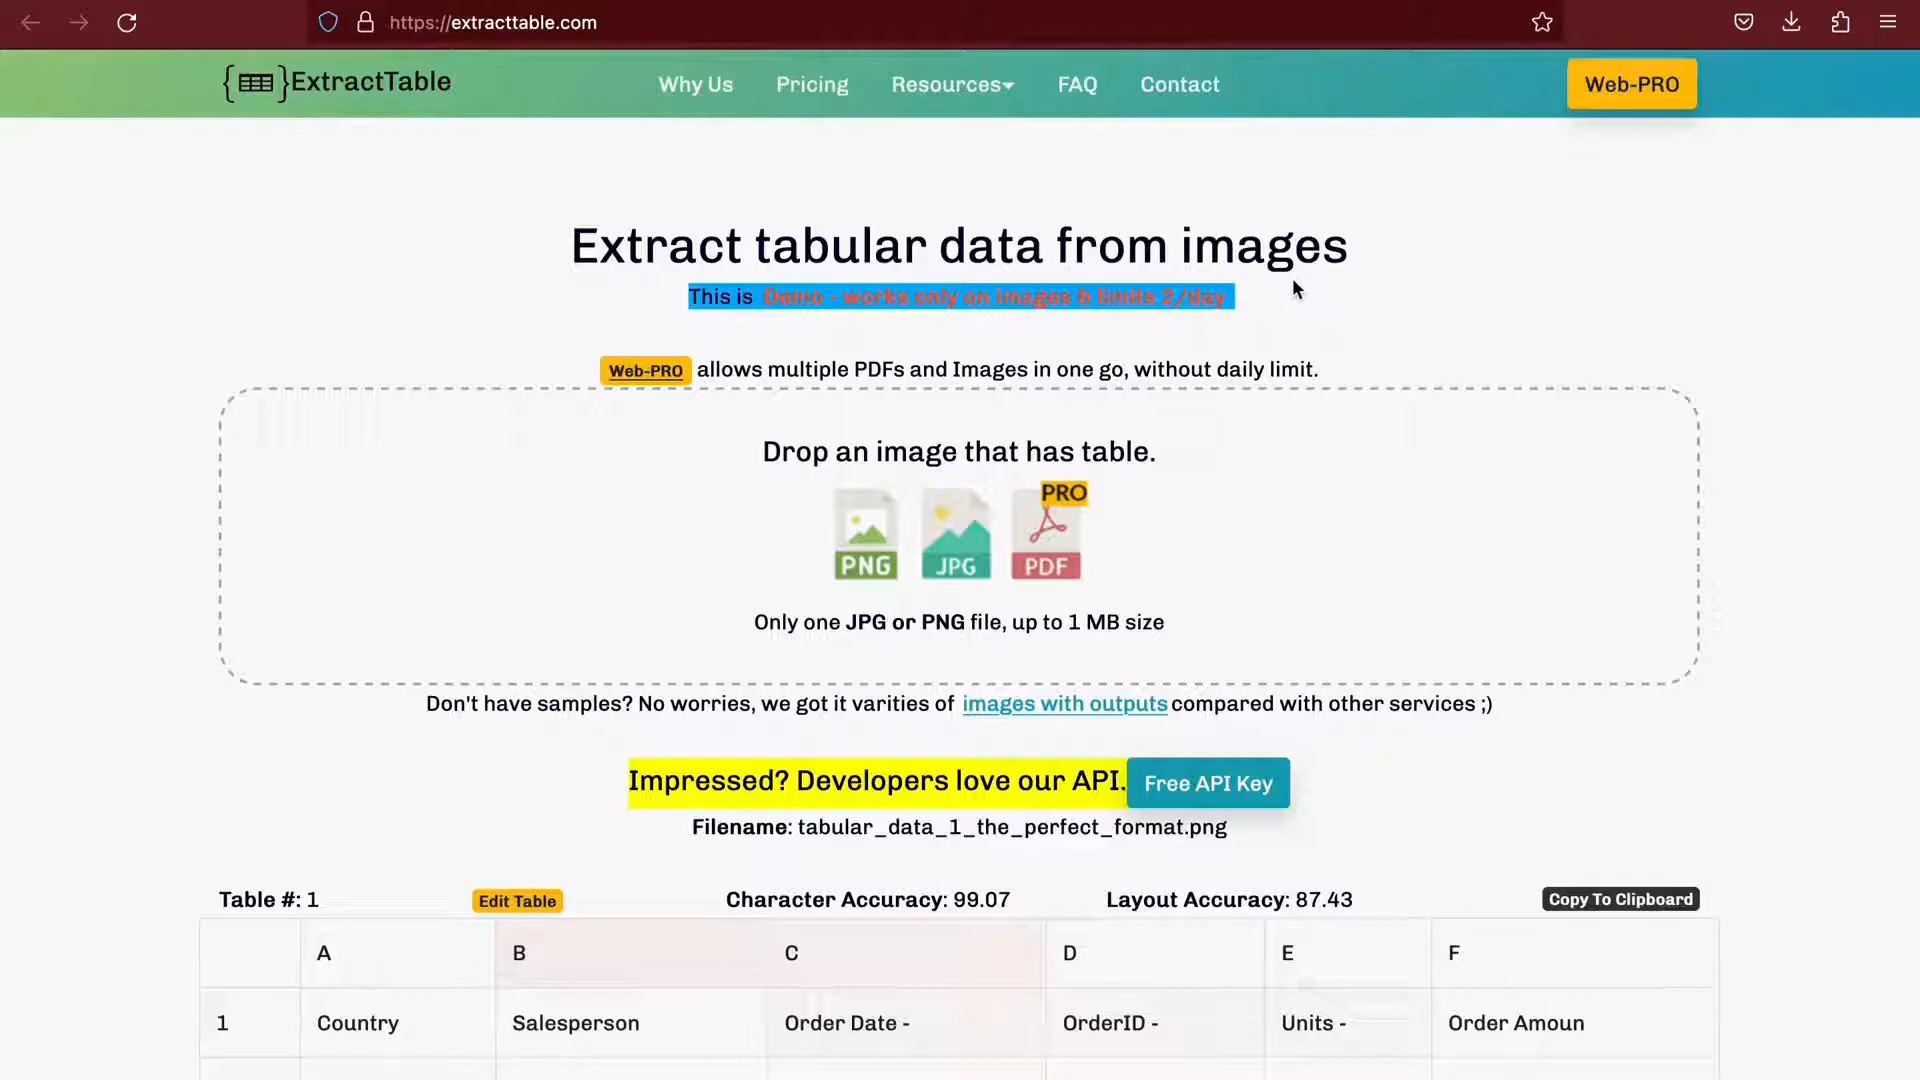 https://extracttable.com
{ }ExtractTable
Why Us
Pricing
Resources
FAQ
Contact
Web-PRO
Extract tabular data from images
This is Demo - works only on images & limits 2/day
Web-PRO allows multiple PDFs and Images in one go, without daily limit.
Drop an image that has table.
PRO
PNG
JPG
PDF
Only one JPG or PNG file, up to 1 MB size
Don't have samples? No worries, we got it varities of images with outputs compared with other services ;)
Impressed? Developers love our API. Free API Key
Filename: tabular_data_1_the_perfect_format.png
Table #: 1
Edit Table
Character Accuracy: 99.07
Layout Accuracy: 87.43
Copy To Clipboard
A B C D E F
1 Country Salesperson Order Date - OrderID - Units - Order Amoun